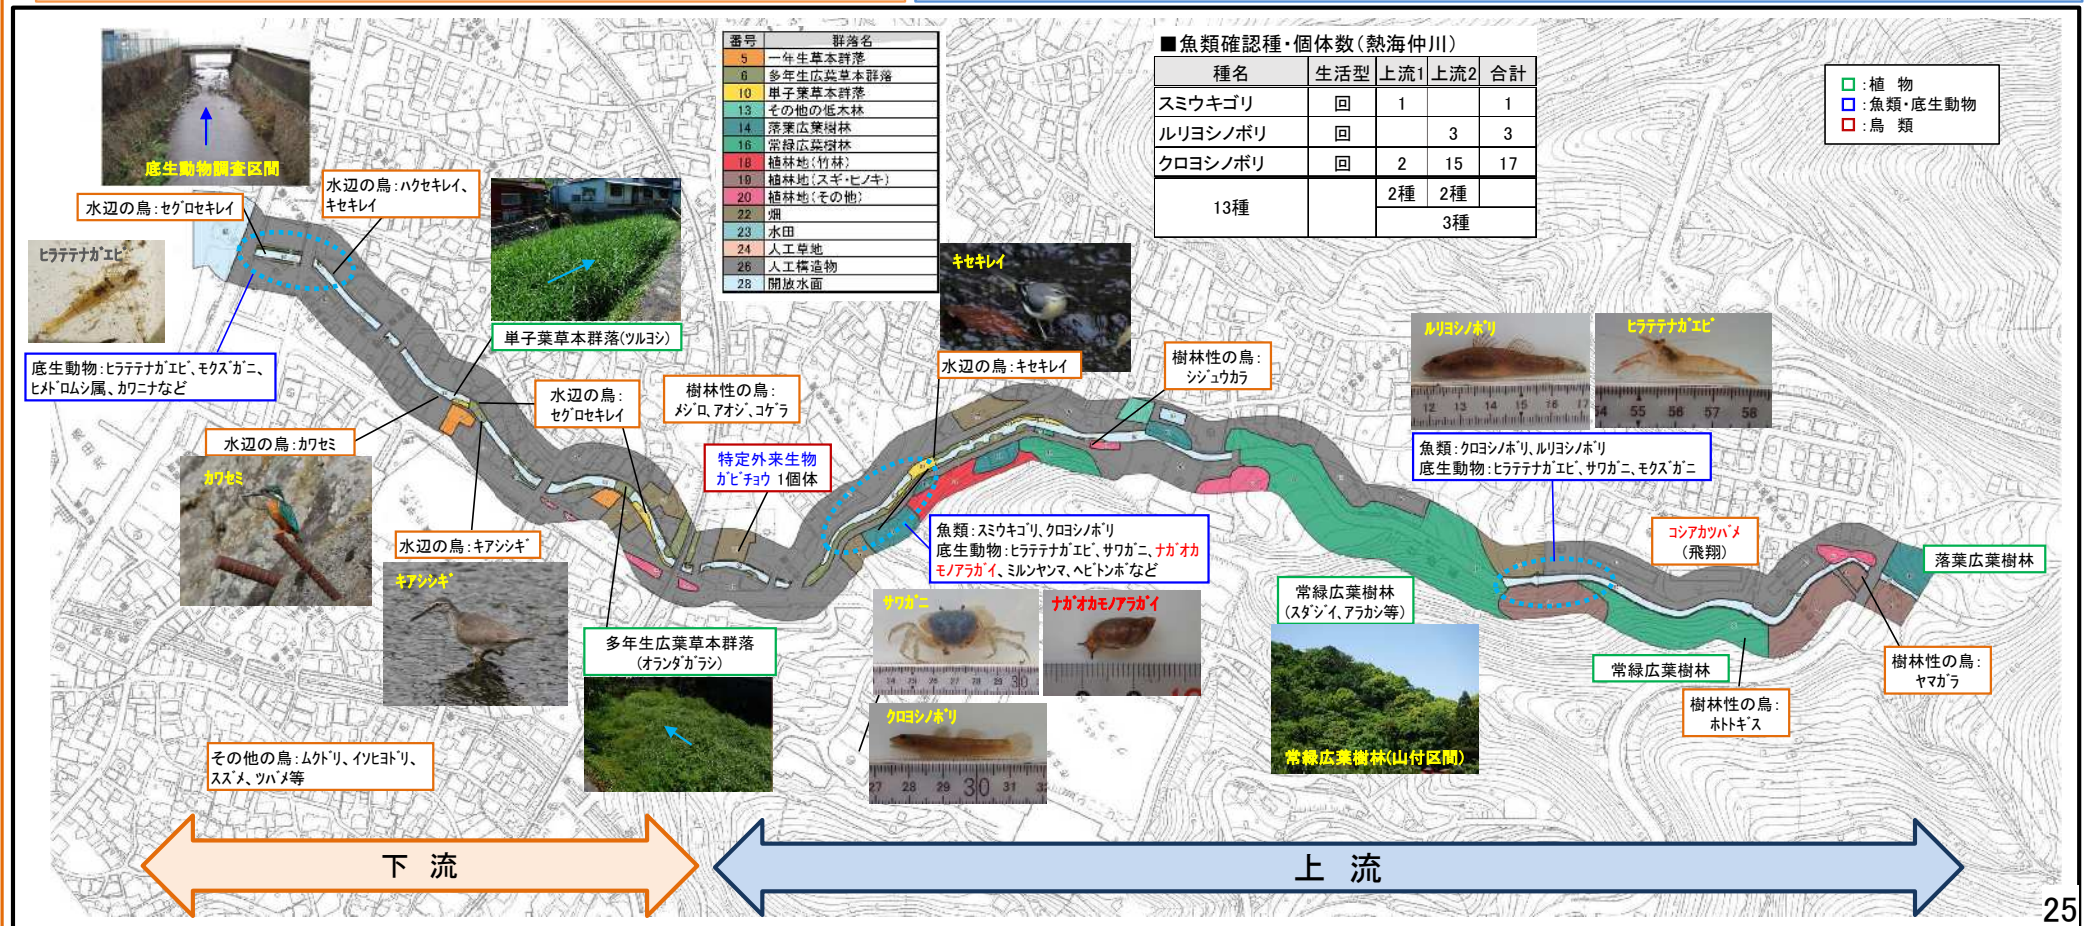 底生動物調査区間
水辺の鳥:セグロセキレイ
水辺の鳥:ハクセキレイ、
キセキレイ
ヒラテテナガエビ
底生動物:ヒラテテナガエビ、モクズガニ、
ヒメドロムシ属、カワニナなど
番号 群落名
5 一年生草本群落
6 多年生広葉草本群落
10 単子葉草本群落
13 その他の低木林
14 落葉広葉樹林
16 常緑広葉樹林
18 植林地(竹林)
19 植林地(スギ・ヒノキ)
20 植林地(その他)
22 畑
23 水田
24 人工草地
26 人工構造物
28 開放水面
■魚類確認種・個体数(熱海仲川)
種名 生活型 上流1 上流2 合計
スミウキゴリ 回 1 1
ルリヨシノボリ 回 3 3
クロヨシノボリ 回 2 15 17
13種 2種 2種
3種
:植 物
:魚類・底生動物
:鳥 類
単子葉草本群落(ツルヨシ)
水辺の鳥:
セグロセキレイ
樹林性の鳥:
メジロ、アオジ、コゲラ
キセキレイ
水辺の鳥:キセキレイ
樹林性の鳥:
シジュウカラ
ルリヨシノボリ
12 13 14 15 16 17
ヒラテテナガエビ
54 55 56 57 58
魚類:クロヨシノボリ、ルリヨシノボリ
底生動物:ヒラテテナガエビ、サワガニ、モクズガニ
水辺の鳥:カワセミ
カワセミ
特定外来生物
ガビチョウ 1個体
水辺の鳥:キアシシギ
キアシシギ
魚類:スミウキゴリ、クロヨシノボリ
底生動物:ヒラテテナガエビ、サワガニ、ナガオカ
モノアラガイ、ミルンヤンマ、ヘビトンボなど
コシアカツバメ
(飛翔)
落葉広葉樹林
常緑広葉樹林
(スダジイ、アラカシ等)
サワガニ
24 25 26 27 28 29 30
ナガオカモノアラガイ
多年生広葉草本群落
(オランダガラシ)
常緑広葉樹林
樹林性の鳥:
ヤマガラ
樹林性の鳥:
ホトトギス
クロヨシノボリ
27 28 29 30 31
常緑広葉樹林(山付区間)
その他の鳥:ムクドリ、イソヒヨドリ、
スズメ、ツバメ等
下 流
上 流
25